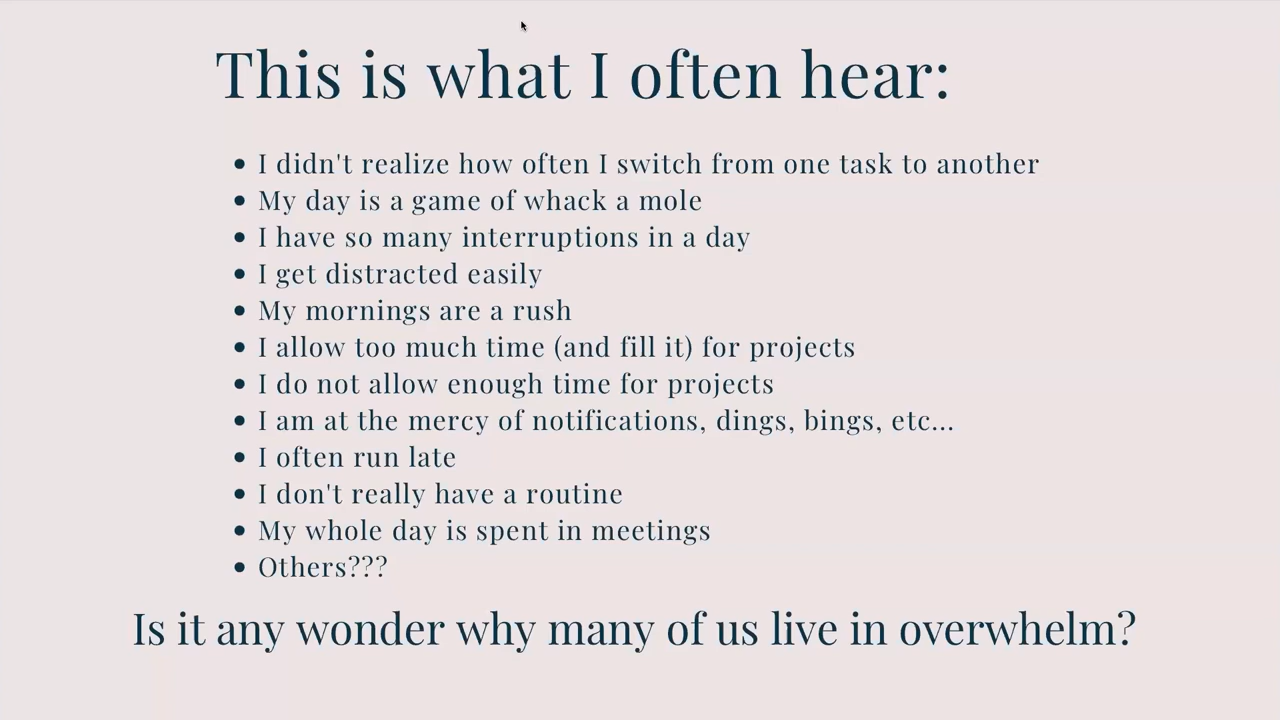 This is what I often hear:
• I didn't realize how often I switch from one task to another
• My day is a game of whack a mole
• I have so many interruptions in a day
• I get distracted easily
• My mornings are a rush
• I allow too much time (and fill it) for projects
• I do not allow enough time for projects
• I am at the mercy of notifications, dings, bings, etc...
• I often run late
• I don't really have a routine
• My whole day is spent in meetings
• Others???
Is it any wonder why many of us live in overwhelm?